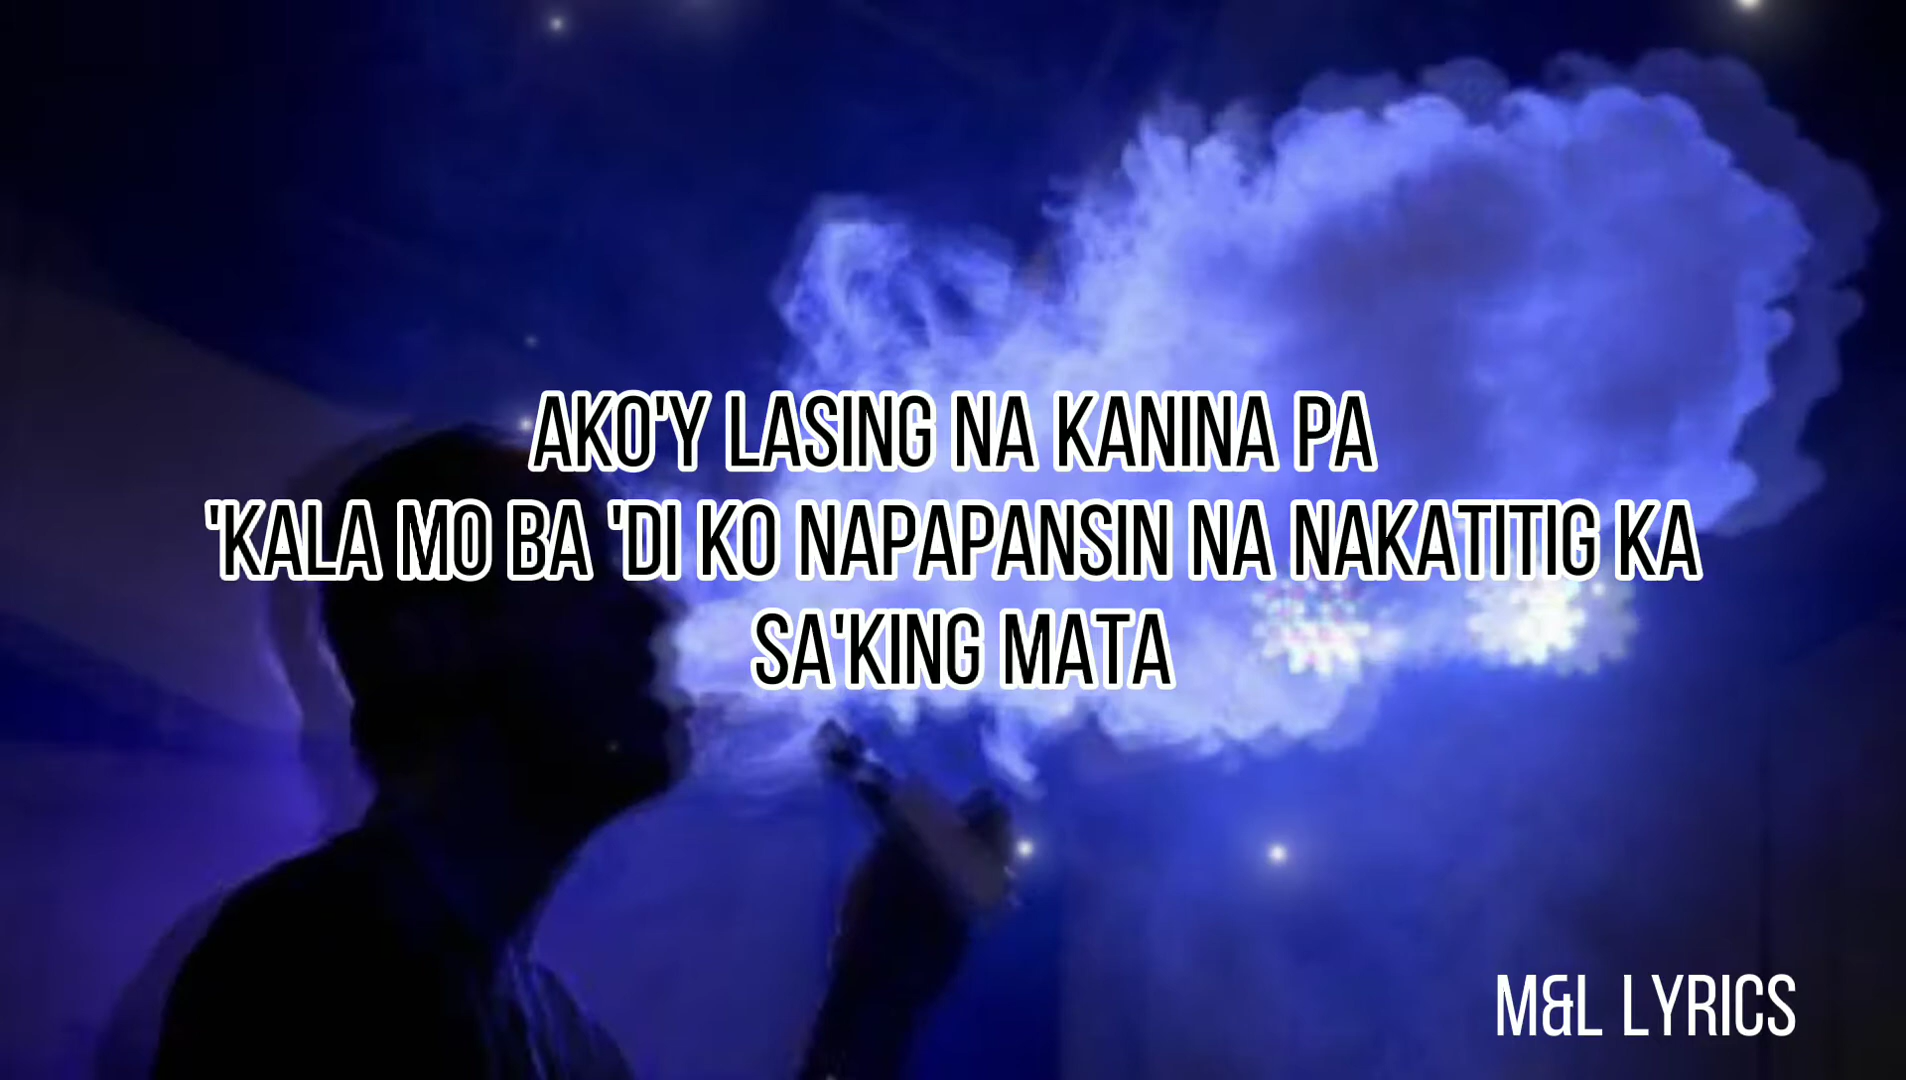 AKO'Y LASING NA KANINA PA
'KALA MO BA 'DI KO NAPAPANSIN NA NAKATITIG KA
SA'KING MATA
M&L LYRICS